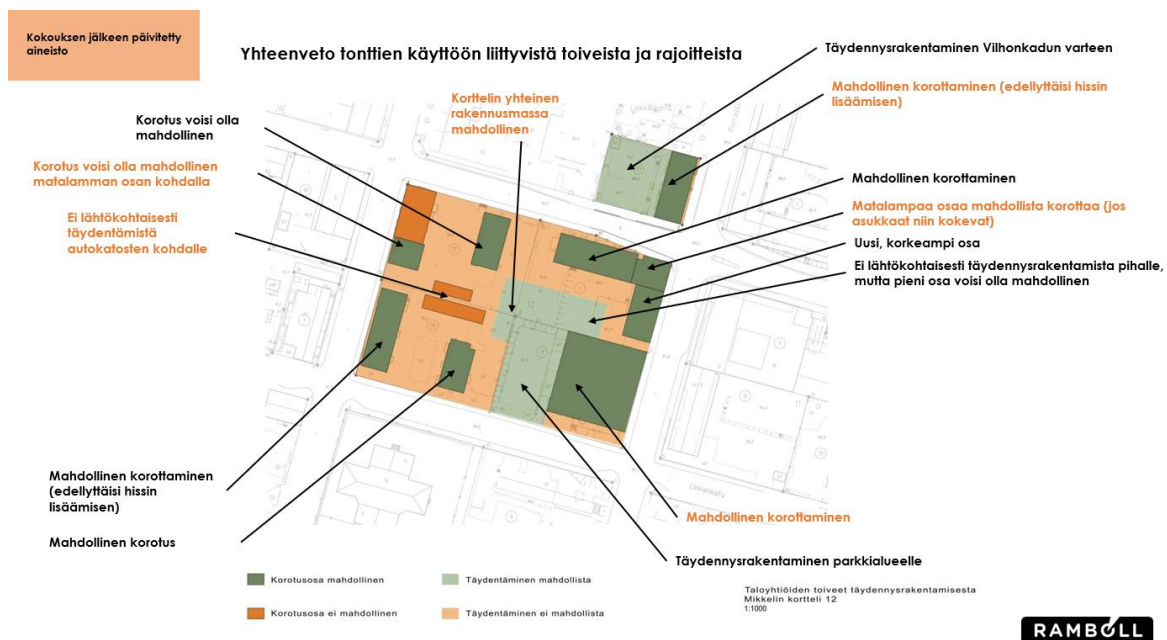 Kokouksen jälkeen päivitetty
aineisto
Yhteenveto tonttien käyttöön liittyvistä toiveista ja rajoitteista
Täydennysrakentaminen Vilhonkadun varteen
Mahdollinen korottaminen (edellyttäisi hissin
lisäämisen)
Korttelin yhteinen
rakennusmassa
mahdollinen
Korotus voisi olla
mahdollinen
Korotus voisi olla mahdollinen
matalamman osan kohdalla
Ei lähtökohtaisesti
täydentämistä
autokatosten kohdalle
Mahdollinen korottaminen
Matalampaa osaa mahdollista korottaa (jos
asukkaat niin kokevat)
Uusi, korkeampi osa
Ei lähtökohtaisesti täydennysrakentamista pihalle,
mutta pieni osa voisi olla mahdollinen
Linnankatu
Mahdollinen korottaminen
(edellyttäisi hissin
lisäämisen)
Mahdollinen korotus
Mahdollinen korottaminen
Täydennysrakentaminen parkkialueelle
Korotusosa mahdollinen
Täydentäminen mahdollista
Korotusosa ei mahdollinen
Täydentäminen ei mahdollista
Taloyhtiöiden toiveet täydennysrakentamisesta
Mikkelin kortteli 12
1:1000
RAMBOLL